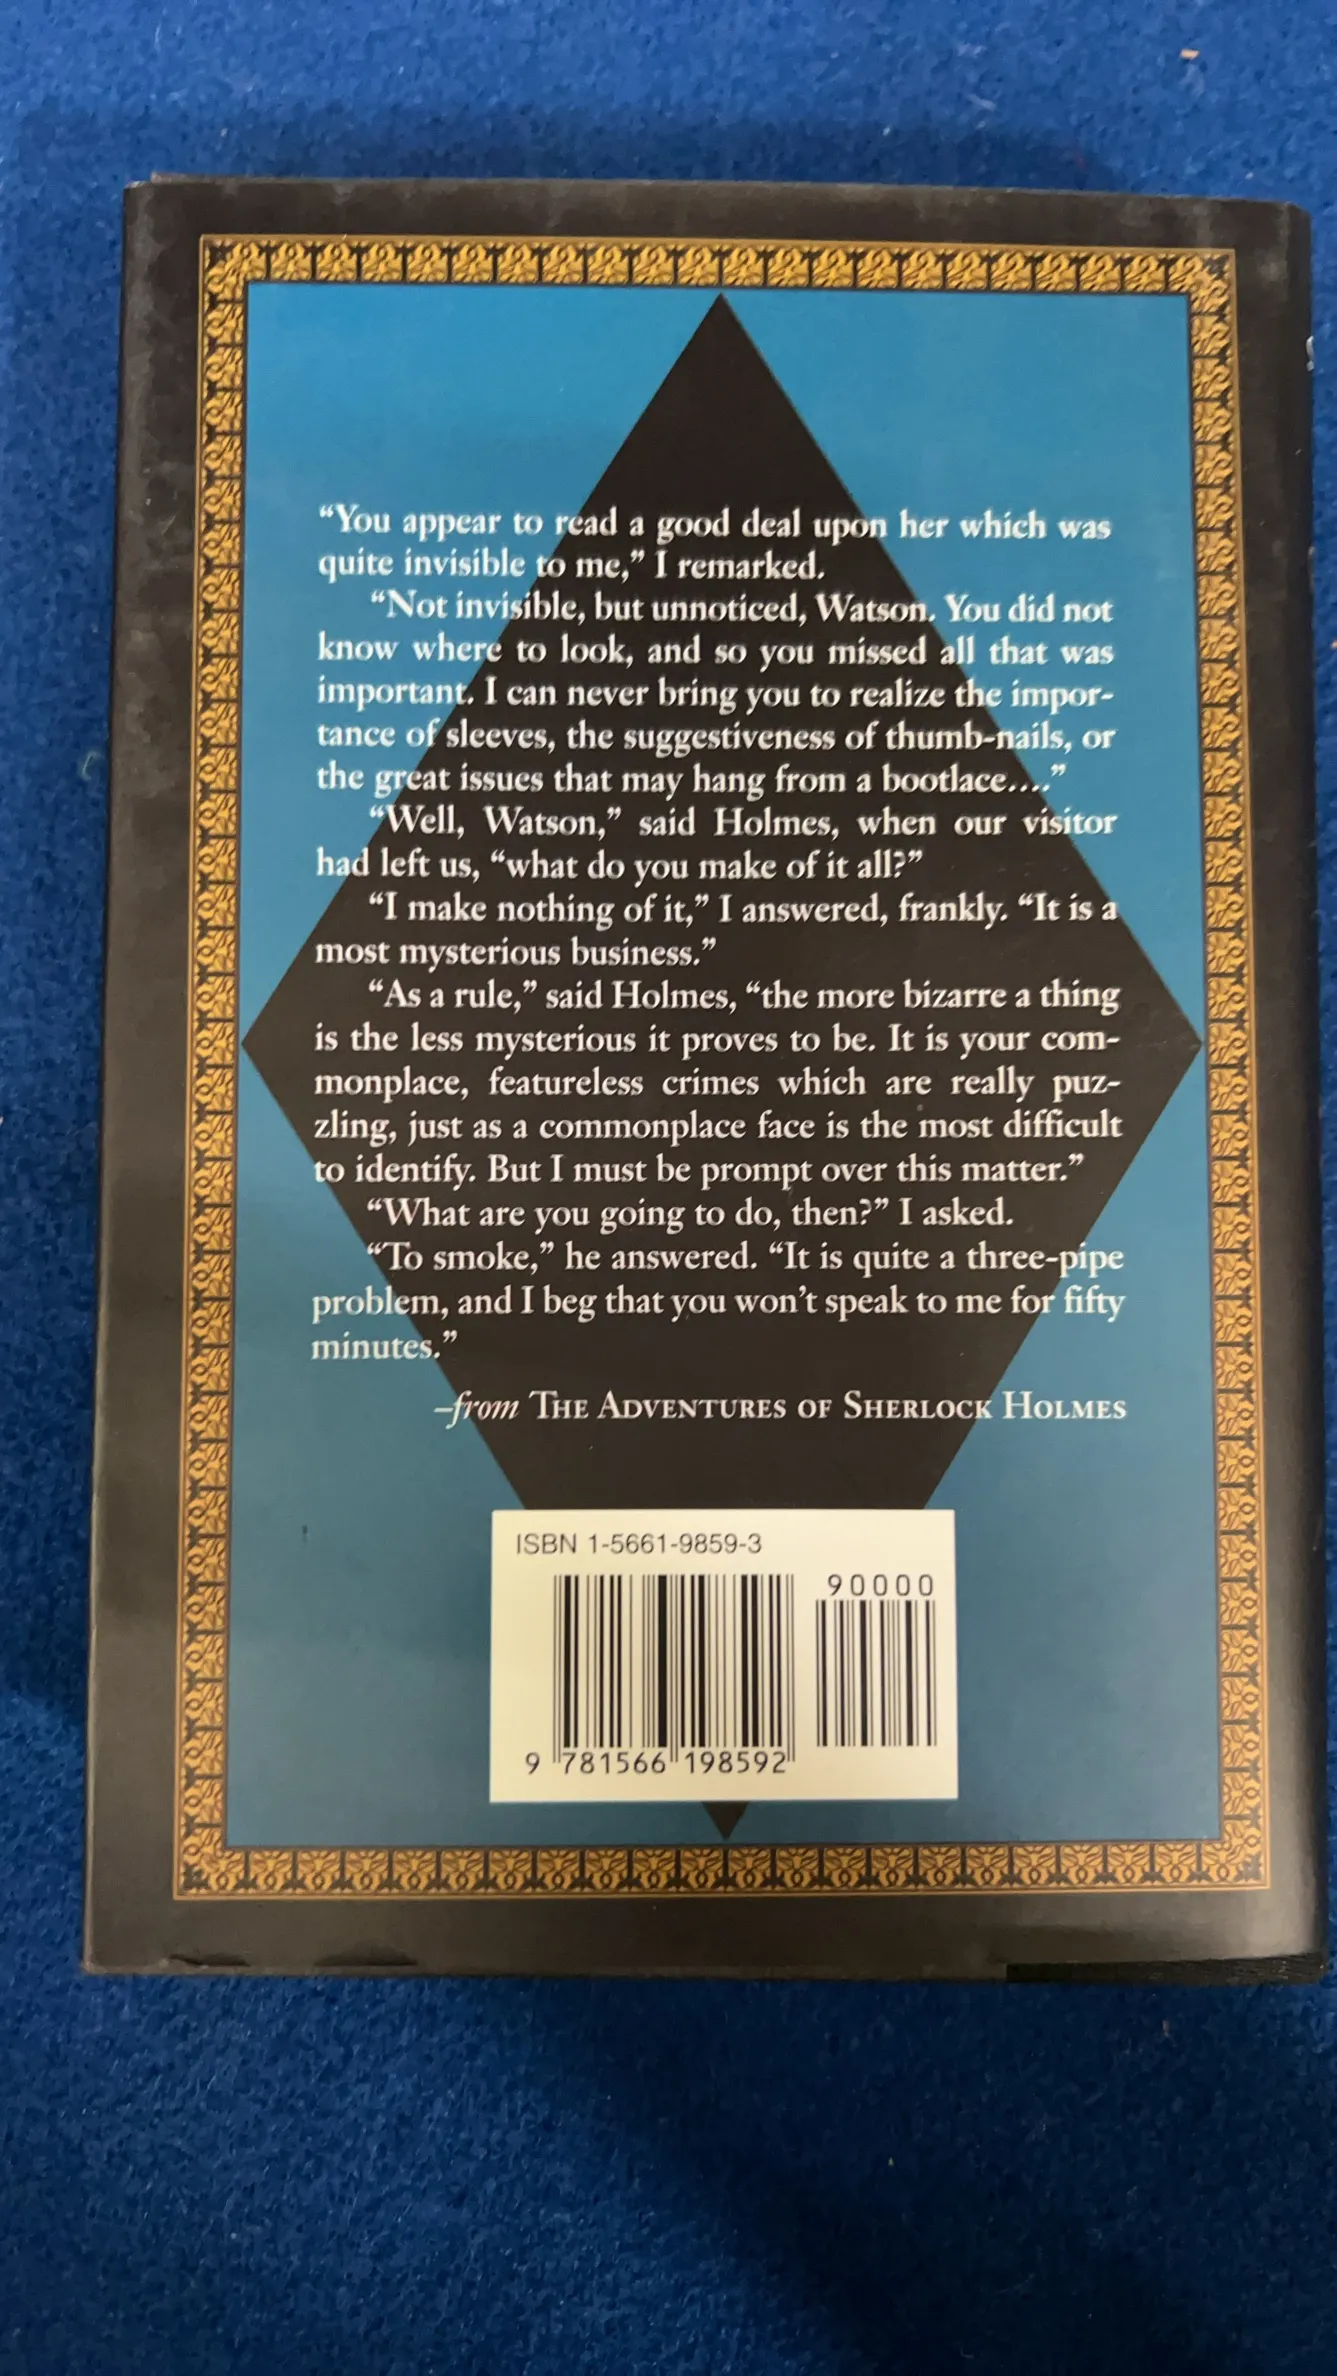 “You appear to read a good deal upon her which was
quite invisible to me,” I remarked.
“Not invisible, but unnoticed, Watson. You did not
know where to look, and so you missed all that was
important. I can never bring you to realize the impor-
tance of sleeves, the suggestiveness of thumb-nails, or
the great issues that may hang from a bootlace....”
“Well, Watson,” said Holmes, when our visitor
had left us, “what do you make of it all?”
“I make nothing of it,” I answered, frankly. “It is a
most mysterious business.”
“As a rule,” said Holmes, “the more bizarre a thing
is the less mysterious it proves to be. It is your com-
monplace, featureless crimes which are really puz-
zling, just as a commonplace face is the most difficult
to identify. But I must be prompt over this matter.”
“What are you going to do, then?” I asked.
“To smoke,” he answered. “It is quite a three-pipe
problem, and I beg that you won’t speak to me for fifty
minutes.”
–from THE ADVENTURES OF SHERLOCK HOLMES
ISBN 1-5661-9859-3
90000
9 781566 198592